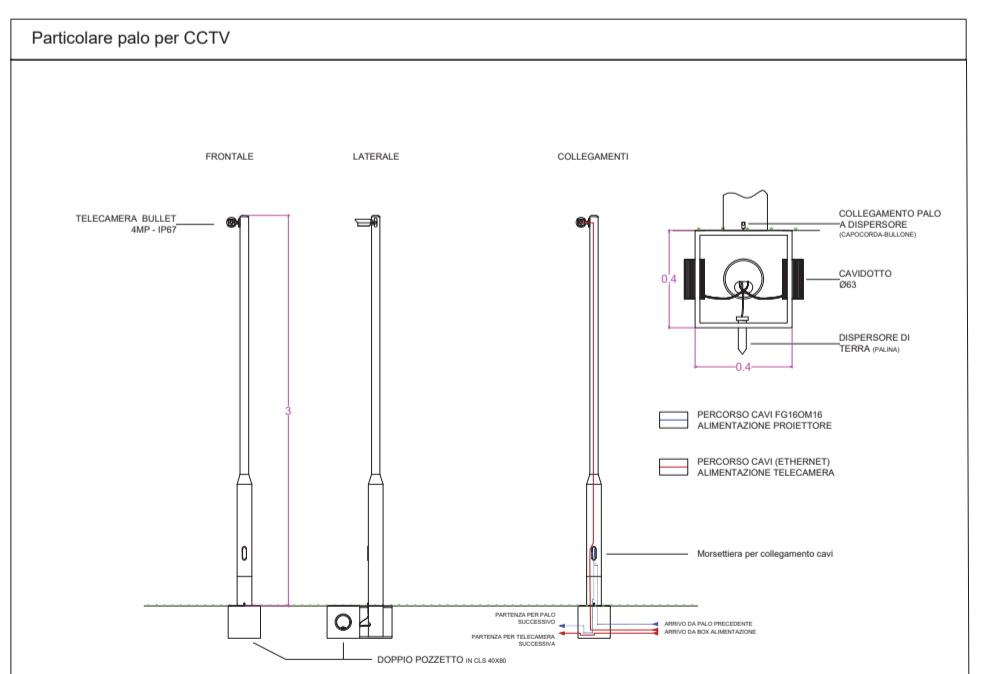 Particolare palo per CCTV
FRONTALE
LATERALE
COLLEGAMENTI
TELECAMERA BULLET
4MP - IP67
3
COLLEGAMENTO PALO
A DISPERSORE
(CAPOCORDA-BULLONE)
0.4
CAVIDOTTO
Ø63
DISPERSORE DI
TERRA (PALINA)
0.4
PERCORSO CAVI FG16OM16
ALIMENTAZIONE PROIETTORE
PERCORSO CAVI (ETHERNET)
ALIMENTAZIONE TELECAMERA
Morsettiera per collegamento cavi
PARTENZA PER PALO
SUCCESSIVO
PARTENZA PER TELECAMERA
SUCCESSIVA
ARRIVO DA PALO PRECEDENTE
ARRIVO DA BOX ALIMENTAZIONE
DOPPIO POZZETTO IN CLS 40X80